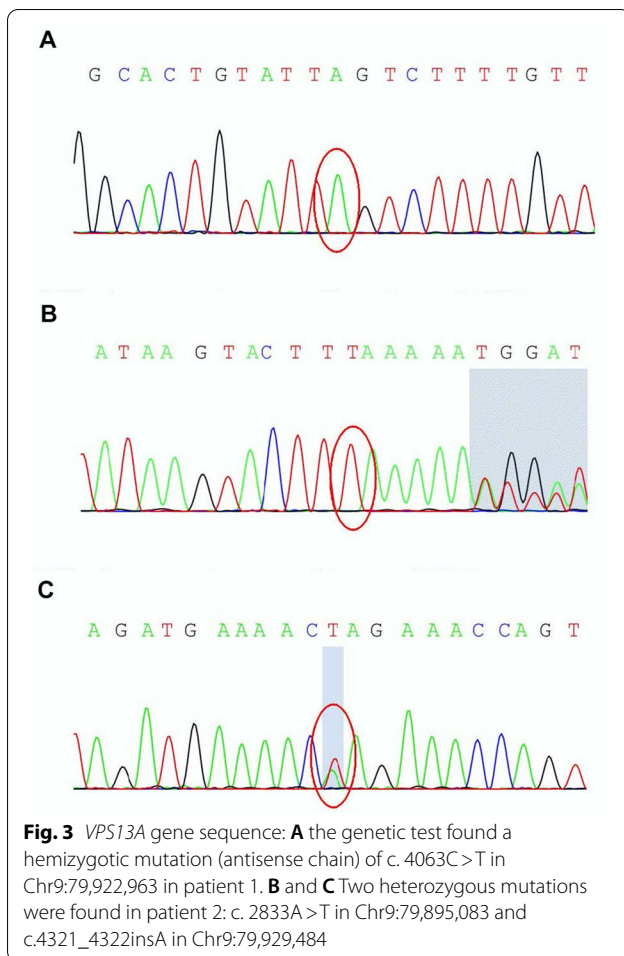 A
G C A C T G T A T T A G T C T T T T G T T
B
A T A A G T A C T T T A A A A A T G G A T
C
A G A T G A A A A C T A G A A A C C A G T
Fig. 3 VPS13A gene sequence: A the genetic test found a
hemizygotic mutation (antisense chain) of c. 4063C > T in
Chr9:79,922,963 in patient 1. B and C Two heterozygous mutations
were found in patient 2: c. 2833A > T in Chr9:79,895,083 and
c.4321_4322insA in Chr9:79,929,484